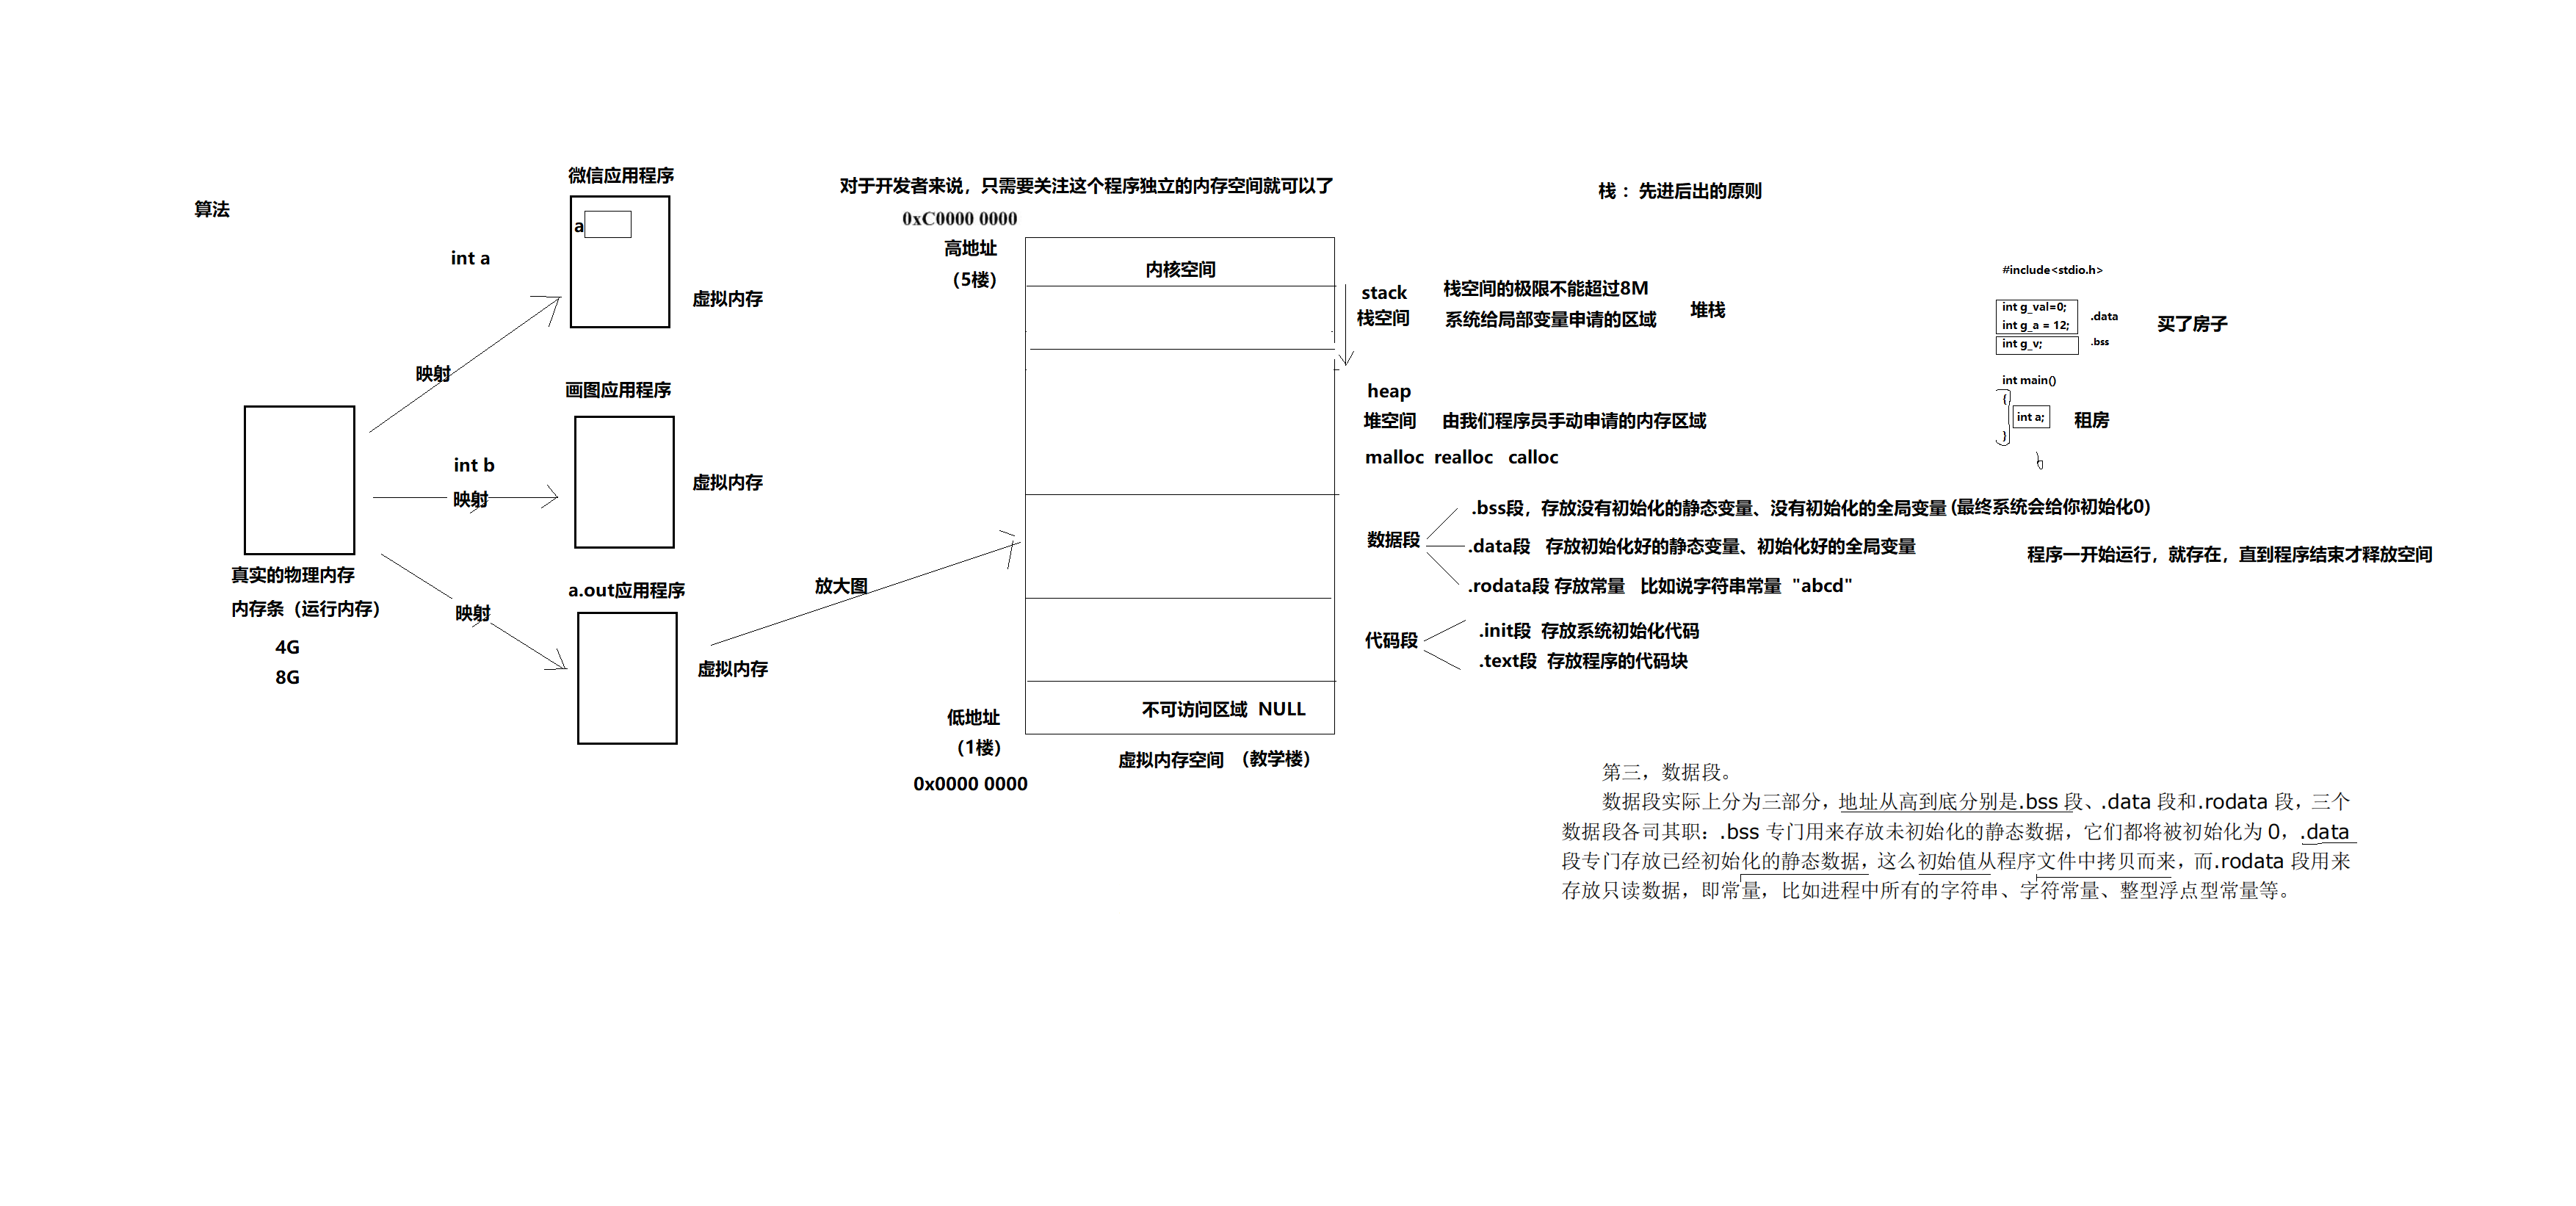 算法
微信应用程序
a
int a
虚拟内存
映射
画图应用程序
int b
映射
虚拟内存
真实的物理内存
内存条（运行内存）
4G
8G
映射
a.out应用程序
虚拟内存
放大图
对于开发者来说，只需要关注这个程序独立的内存空间就可以了
0xC0000 0000
高地址
（5楼）
内核空间
低地址
（1楼）
0x0000 0000
不可访问区域 NULL
虚拟内存空间 （教学楼）
栈：先进后出的原则
stack 栈空间的极限不能超过8M
栈空间 系统给局部变量申请的区域
堆栈
heap
堆空间 由我们程序员手动申请的内存区域
malloc realloc calloc
数据段
.bss段，存放没有初始化的静态变量、没有初始化的全局变量 (最终系统会给你初始化0)
.data段 存放初始化好的静态变量、初始化好的全局变量
.rodata段 存放常量 比如说字符串常量 "abcd"
程序一开始运行，就存在，直到程序结束才释放空间
代码段
.init段 存放系统初始化代码
.text段 存放程序的代码块
#include<stdio.h>
int g_val=0;
int g_a = 12;
.data
买了房子
int g_v;
.bss
int main()
{
int a;
租房
}
第三，数据段。
数据段实际上分为三部分，地址从高到底分别是.bss 段、.data 段和.rodata 段，三个
数据段各司其职：.bss 专门用来存放未初始化的静态数据，它们都将被初始化为 0，.data
段专门存放已经初始化的静态数据，这么初始值从程序文件中拷贝而来，而.rodata 段用来
存放只读数据，即常量，比如进程中所有的字符串、字符常量、整型浮点型常量等。